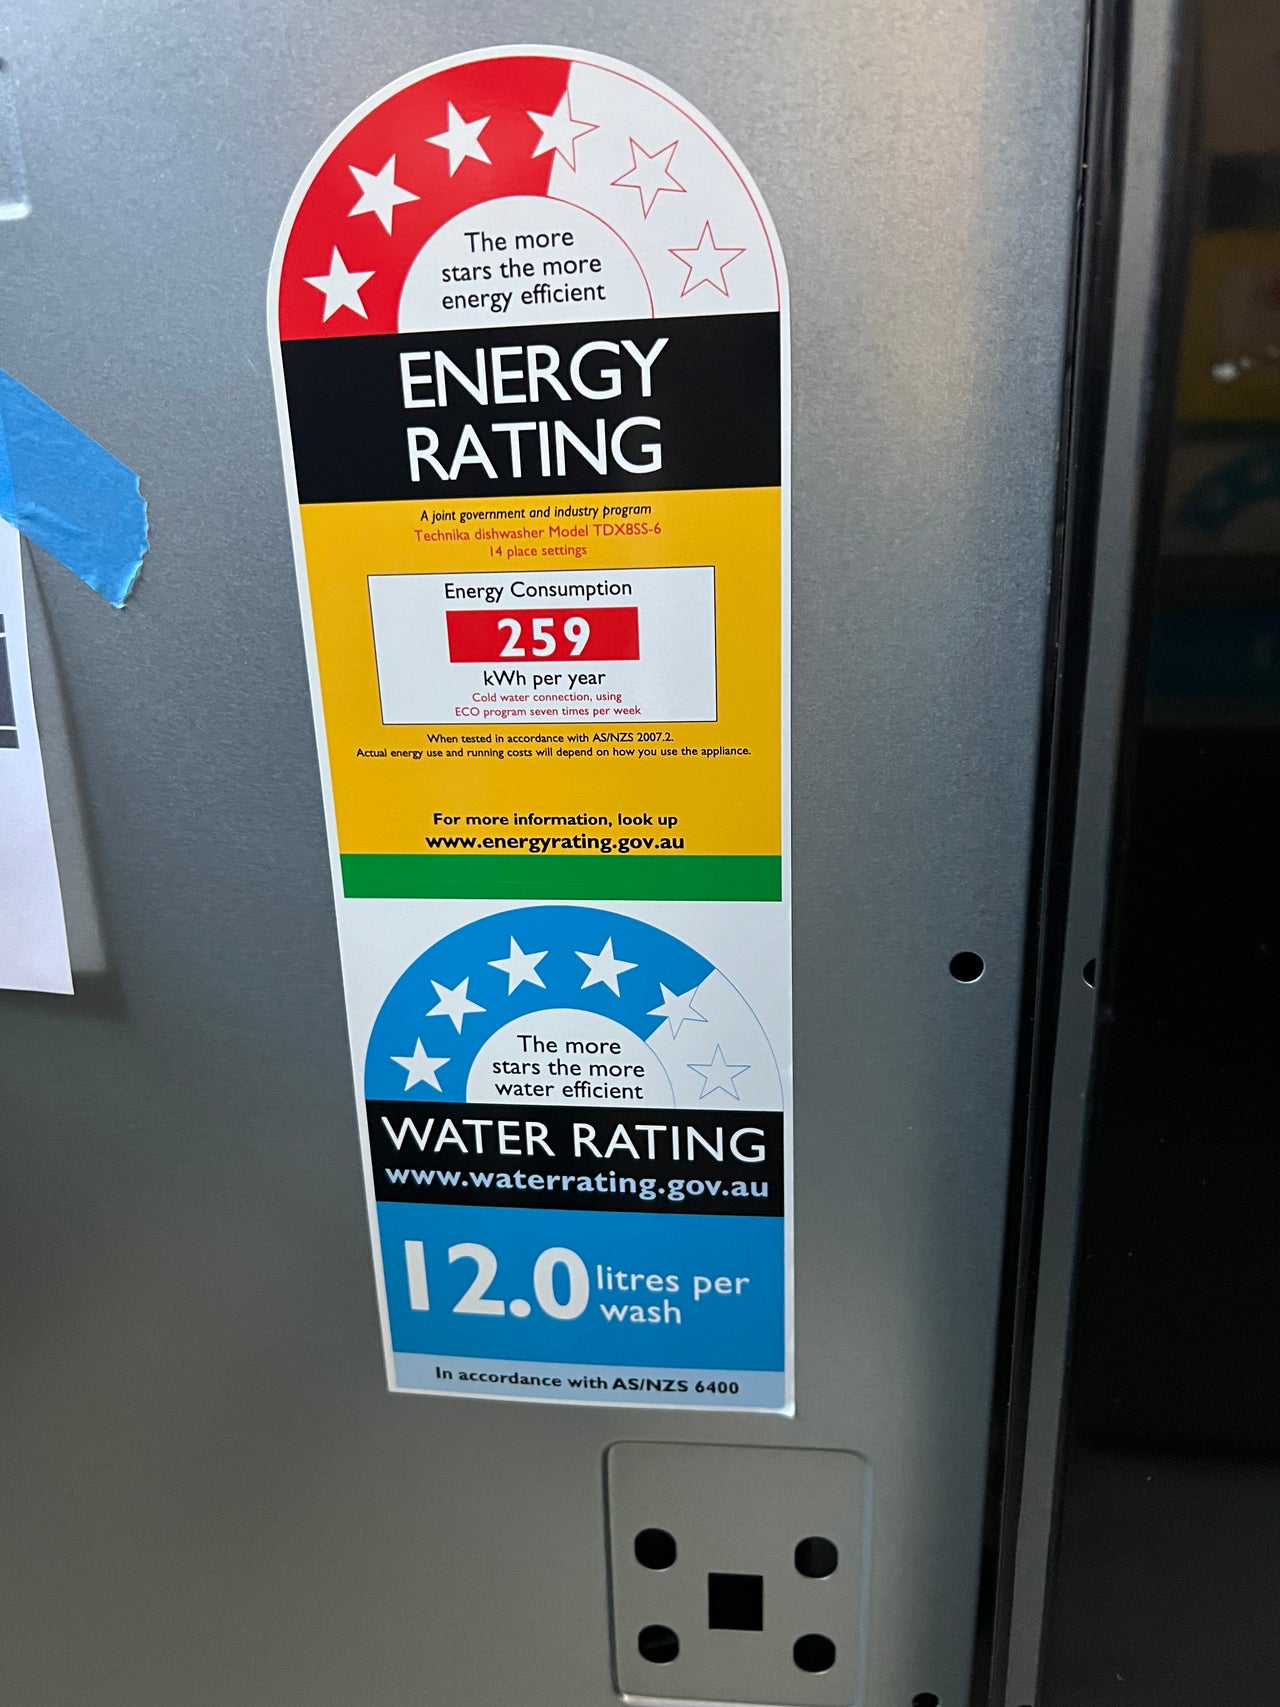 The more
stars the more
energy efficient
ENERGY
RATING
A joint government and industry program
Technika dishwasher Model TDX8SS-6
14 place settings
Energy Consumption
259
kWh per year
Cold water connection, using
ECO program seven times per week
When tested in accordance with AS/NZS 2007.2.
Actual energy use and running costs will depend on how you use the appliance.
For more information, look up
www.energyrating.gov.au
The more
stars the more
water efficient
WATER RATING
www.waterrating.gov.au
12.0 litres per
wash
In accordance with AS/NZS 6400